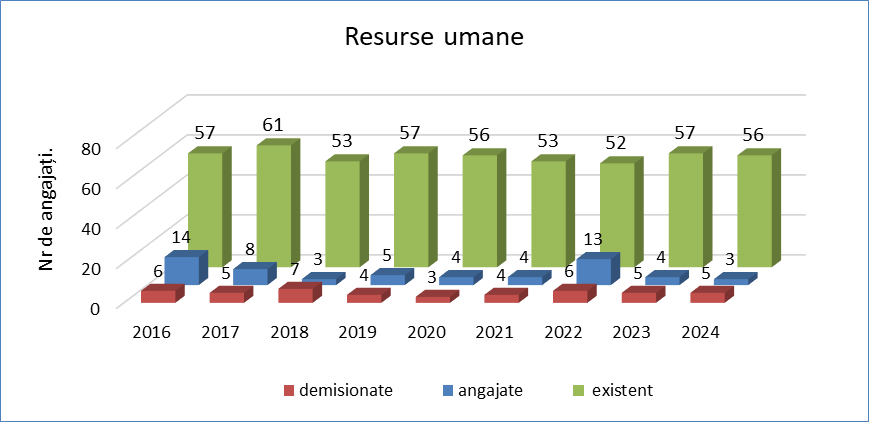 Resurse umane
Nr de angajați.
80
60
40
20
0
57 61 53 57 56 53 52 57 56
14 8 3 5 4 4 13 4 3
6 5 7 4 3 4 6 5 5
2016 2017 2018 2019 2020 2021 2022 2023 2024
demisionate angajate existent